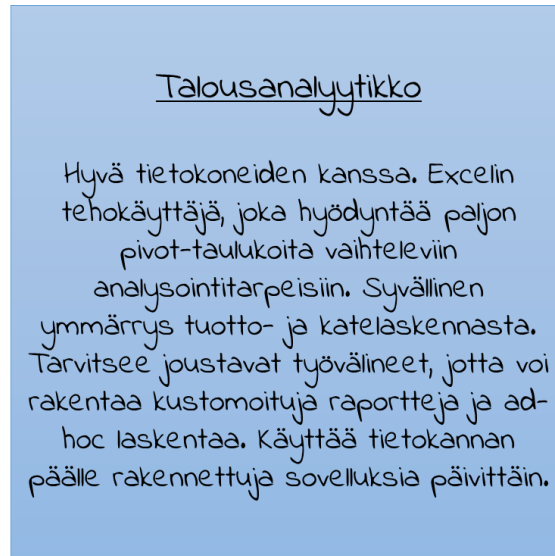 Talousanalyytikko
Hyvä tietokoneiden kanssa. Excelin
tehokäyttäjä, joka hyödyntää paljon
pivot-taulukoita vaihteleviin
analysointitarpeisiin. Syvällinen
ymmärrys tuotto- ja katelaskennasta.
Tarvitsee joustavat työvälineet, jotta voi
rakentaa kustomoituja raportteja ja ad-
hoc laskentaa. Käyttää tietokannan
päälle rakennettuja sovelluksia päivittäin.